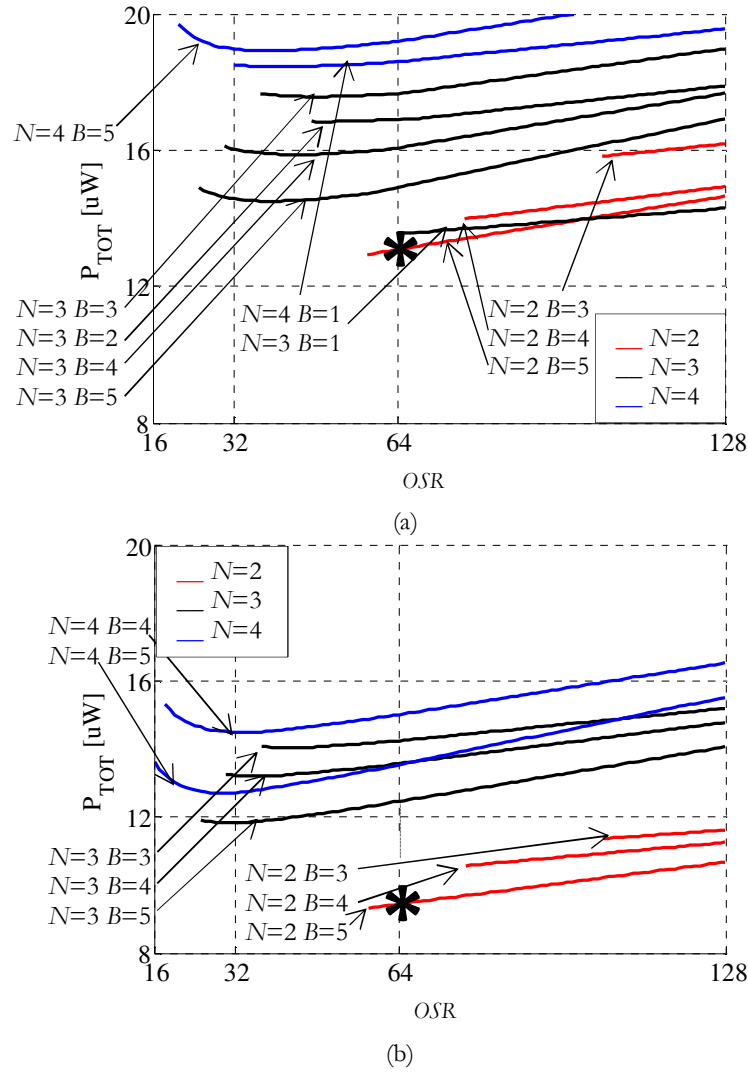 20
16
12
8
P_TOT [uW]
16 32 64 128
OSR
N=4 B=5
N=3 B=3
N=3 B=2
N=3 B=4
N=3 B=5
N=4 B=1
N=3 B=1
N=2 B=3
N=2 B=4
N=2 B=5
N=2
N=3
N=4
(a)
20
16
12
8
P_TOT [uW]
16 32 64 128
OSR
N=2
N=3
N=4
N=4 B=4
N=4 B=5
N=3 B=3
N=3 B=4
N=3 B=5
N=2 B=3
N=2 B=4
N=2 B=5
(b)